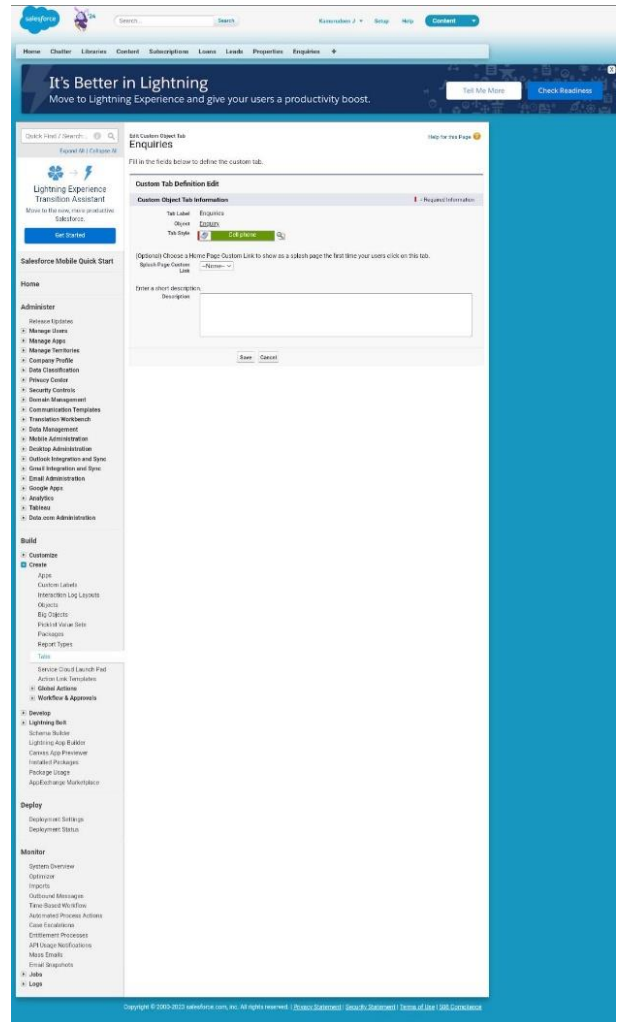 salesforce
'24
Search...
Search
Setup
Help
Content
Home Chatter Libraries Content Subscriptions Loans Leads Properties Enquiries +
It's Better in Lightning
Move to Lightning Experience and give your users a productivity boost.
Tell Me More
Check Readiness
X
Quick Find / Search...
Expand All | Collapse All
Lightning Experience
Transition Assistant
Move to the new, more productive
Salesforce.
Get Started
Salesforce Mobile Quick Start
Home
Administer
Release Updates
Manage Users
Manage Apps
Manage Territories
Company Profile
Data Classification
Privacy Center
Security Controls
Domain Management
Communication Templates
Translation Workbench
Data Management
Mobile Administration
Desktop Administration
Outlook Integration and Sync
Gmail Integration and Sync
Email Administration
Google Apps
Analytics
Tableau
Data.com Administration
Build
Customize
Create
Apps
Custom Labels
Interaction Log Layouts
Objects
Big Objects
Picklist Value Sets
Packages
Report Types
Tabs
Service Cloud Launch Pad
Action Link Templates
Global Actions
Workflow & Approvals
Develop
Lightning Bolt
Schema Builder
Lightning App Builder
Canvas App Previewer
Installed Packages
Package Usage
AppExchange Marketplace
Deploy
Deployment Settings
Deployment Status
Monitor
System Overview
Optimizer
Imports
Outbound Messages
Time-Based Workflow
Automated Process Actions
Case Escalations
Entitlement Processes
API Usage Notifications
Mass Emails
Email Snapshots
Jobs
Logs
Edit Custom Object Tab
Enquiries
Help for this Page
Fill in the fields below to define the custom tab.
Custom Tab Definition Edit
Custom Object Tab Information
= Required Information
Tab Label Enquiries
Object Enquiry
Tab Style Cell phone
(Optional) Choose a Home Page Custom Link to show as a splash page the first time your users click on this tab.
Splash Page Custom Link --None--
Enter a short description.
Description
Save Cancel
Copyright © 2000-2023 salesforce.com, inc. All rights reserved. | Privacy Statement | Security Statement | Terms of Use | 508 Compliance